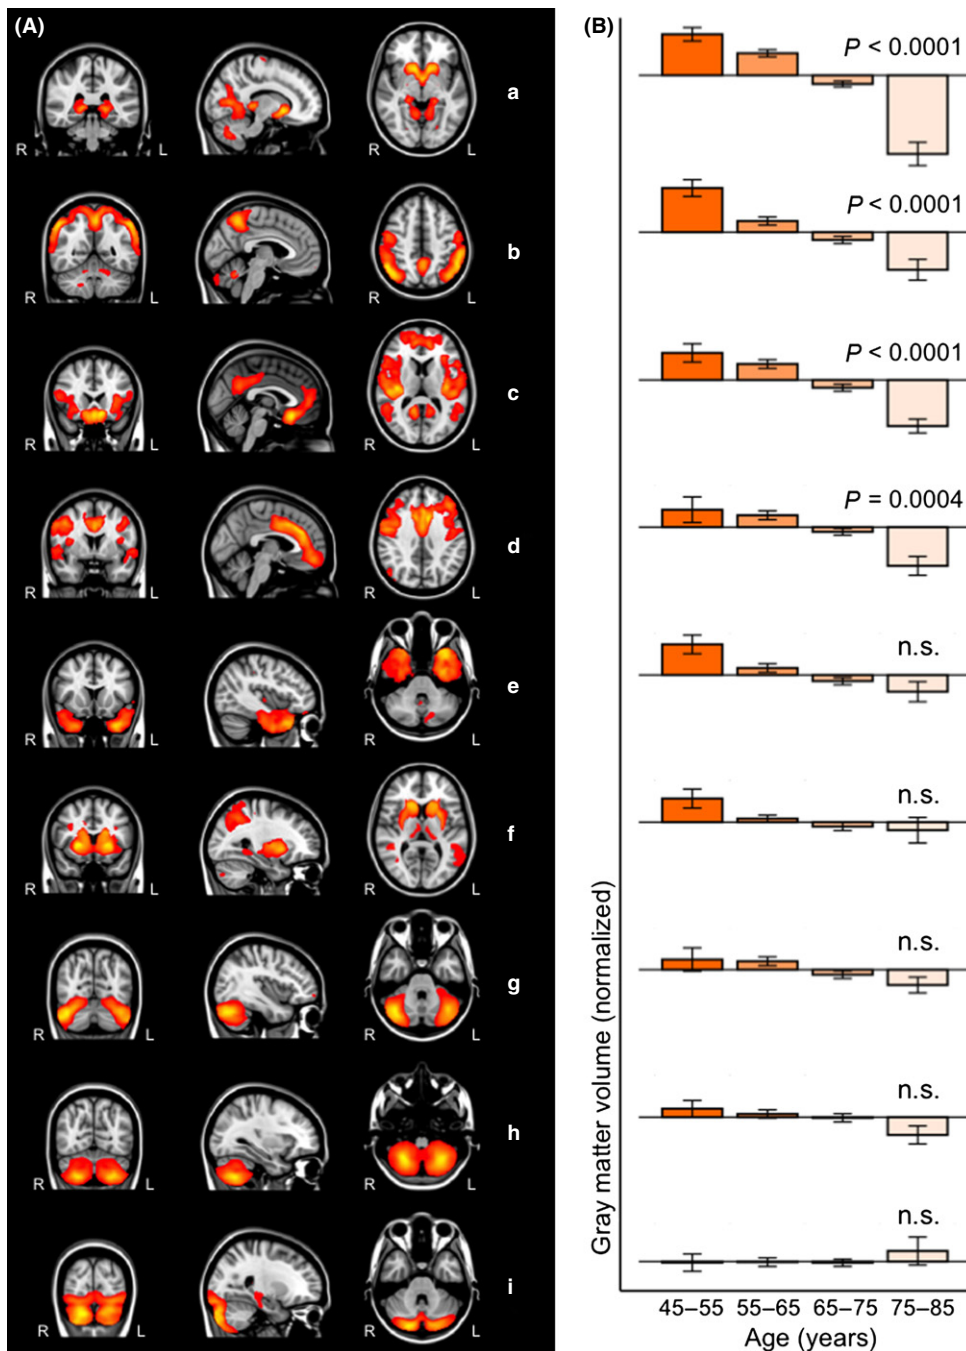 (A)
(B)
R L R L a
P < 0.0001
R L R L b
P < 0.0001
R L R L c
P < 0.0001
R L R L d
P = 0.0004
R L R L e
n.s.
R L R L f
n.s.
R L R L g
n.s.
R L R L h
n.s.
R L R L i
n.s.
Gray matter volume (normalized)
45–55 55–65 65–75 75–85
Age (years)